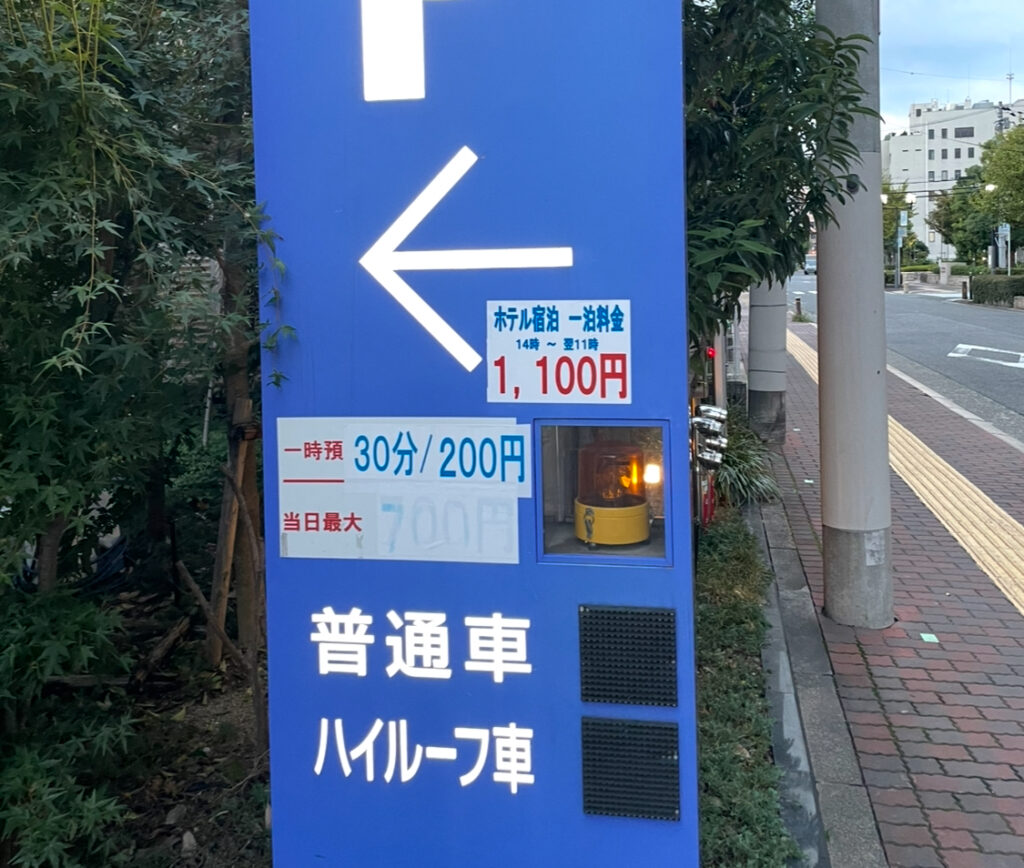 ホテル宿泊 一泊料金
14時 ～ 翌11時
1,100円
一時預 30分/200円
当日最大 700円
普通車
ハイルーフ車